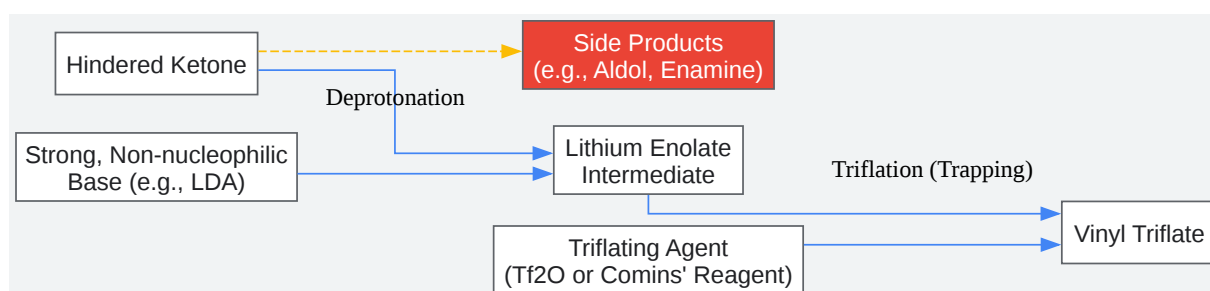 Hindered Ketone
Side Products
(e.g., Aldol, Enamine)
Deprotonation
Strong, Non-nucleophilic
Base (e.g., LDA)
Lithium Enolate
Intermediate
Triflation (Trapping)
Triflating Agent
(Tf2O or Comins' Reagent)
Vinyl Triflate